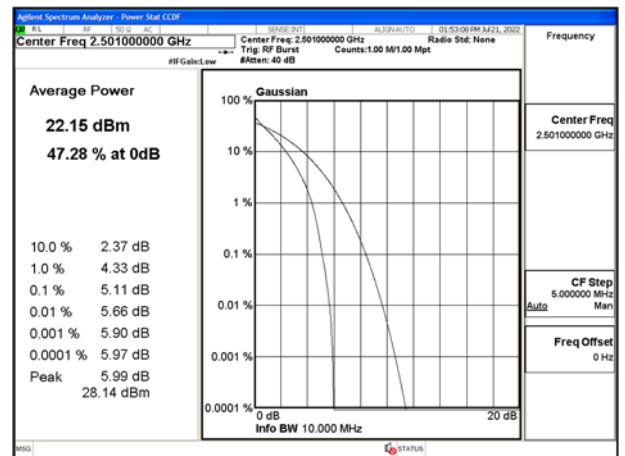 Agilent Spectrum Analyzer - Power Stat CCDF
RL RF 50 Ω AC SENSE:INT ALIGNAUTO 01:53:08 PM Jul 21, 2022
Center Freq 2.501000000 GHz
Center Freq: 2.501000000 GHz Radio Std: None
Trig: RF Burst Counts:1.00 M/1.00 Mpt
#IFGain:Low #Atten: 40 dB
Frequency
Average Power
22.15 dBm
47.28 % at 0dB
10.0 % 2.37 dB
1.0 % 4.33 dB
0.1 % 5.11 dB
0.01 % 5.66 dB
0.001 % 5.90 dB
0.0001 % 5.97 dB
Peak 5.99 dB
28.14 dBm
Gaussian
100 %
10 %
1 %
0.1 %
0.01 %
0.001 %
0.0001 %
0 dB 20 dB
Info BW 10.000 MHz
Center Freq
2.501000000 GHz
CF Step
5.000000 MHz
Auto Man
Freq Offset
0 Hz
MSG STATUS